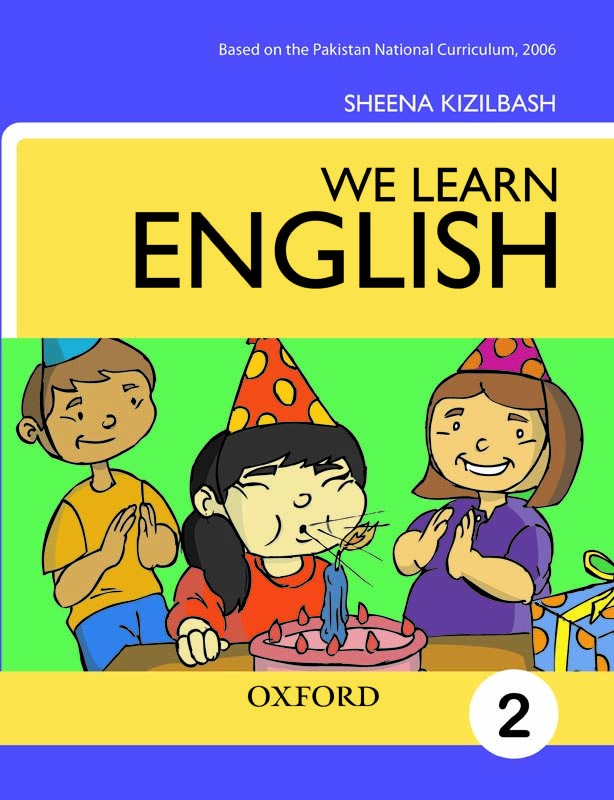 Based on the Pakistan National Curriculum, 2006
SHEENA KIZILBASH
WE LEARN
ENGLISH
OXFORD
2